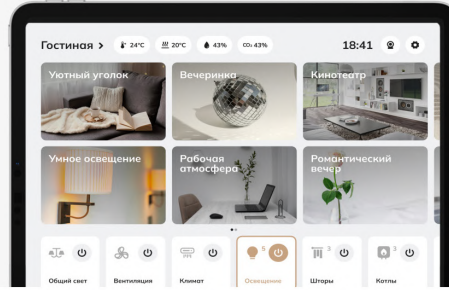 Гостиная >
24°C
20°C
43%
CO₂ 43%
18:41
Уютный уголок
Вечеринка
Кинотеатр
Умное освещение
Рабочая
атмосфера
Романтический
вечер
5
3
3
Общий свет
Вентиляция
Климат
Освещение
Шторы
Котлы